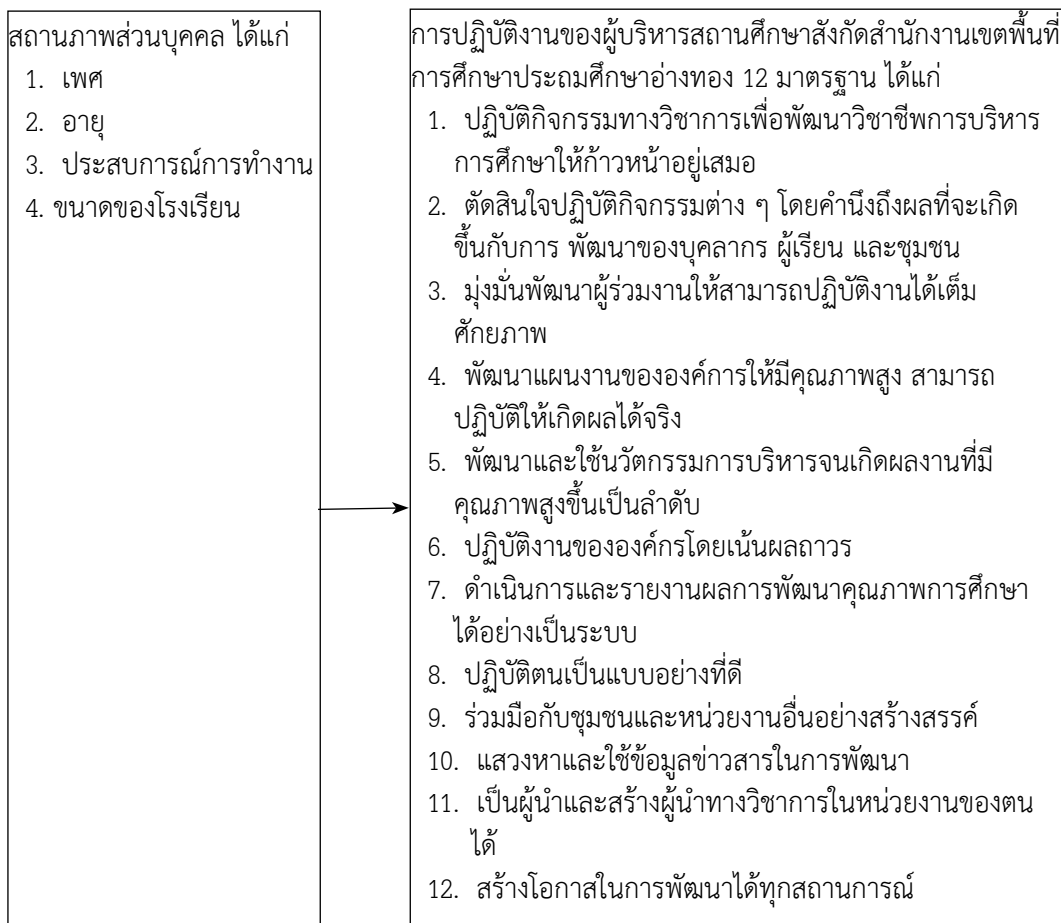 สถานภาพส่วนบุคคล ได้แก่
1. เพศ
2. อายุ
3. ประสบการณ์การทำงาน
4. ขนาดของโรงเรียน
การปฏิบัติงานของผู้บริหารสถานศึกษาสังกัดสำนักงานเขตพื้นที่
การศึกษาประถมศึกษาอ่างทอง 12 มาตรฐาน ได้แก่
1. ปฏิบัติกิจกรรมทางวิชาการเพื่อพัฒนาวิชาชีพการบริหาร
การศึกษาให้ก้าวหน้าอยู่เสมอ
2. ตัดสินใจปฏิบัติกิจกรรมต่าง ๆ โดยคำนึงถึงผลที่จะเกิด
ขึ้นกับการ พัฒนาของบุคลากร ผู้เรียน และชุมชน
3. มุ่งมั่นพัฒนาผู้ร่วมงานให้สามารถปฏิบัติงานได้เต็ม
ศักยภาพ
4. พัฒนาแผนงานขององค์การให้มีคุณภาพสูง สามารถ
ปฏิบัติให้เกิดผลได้จริง
5. พัฒนาและใช้นวัตกรรมการบริหารจนเกิดผลงานที่มี
คุณภาพสูงขึ้นเป็นลำดับ
6. ปฏิบัติงานขององค์กรโดยเน้นผลถาวร
7. ดำเนินการและรายงานผลการพัฒนาคุณภาพการศึกษา
ได้อย่างเป็นระบบ
8. ปฏิบัติตนเป็นแบบอย่างที่ดี
9. ร่วมมือกับชุมชนและหน่วยงานอื่นอย่างสร้างสรรค์
10. แสวงหาและใช้ข้อมูลข่าวสารในการพัฒนา
11. เป็นผู้นำและสร้างผู้นำทางวิชาการในหน่วยงานของตน
ได้
12. สร้างโอกาสในการพัฒนาได้ทุกสถานการณ์